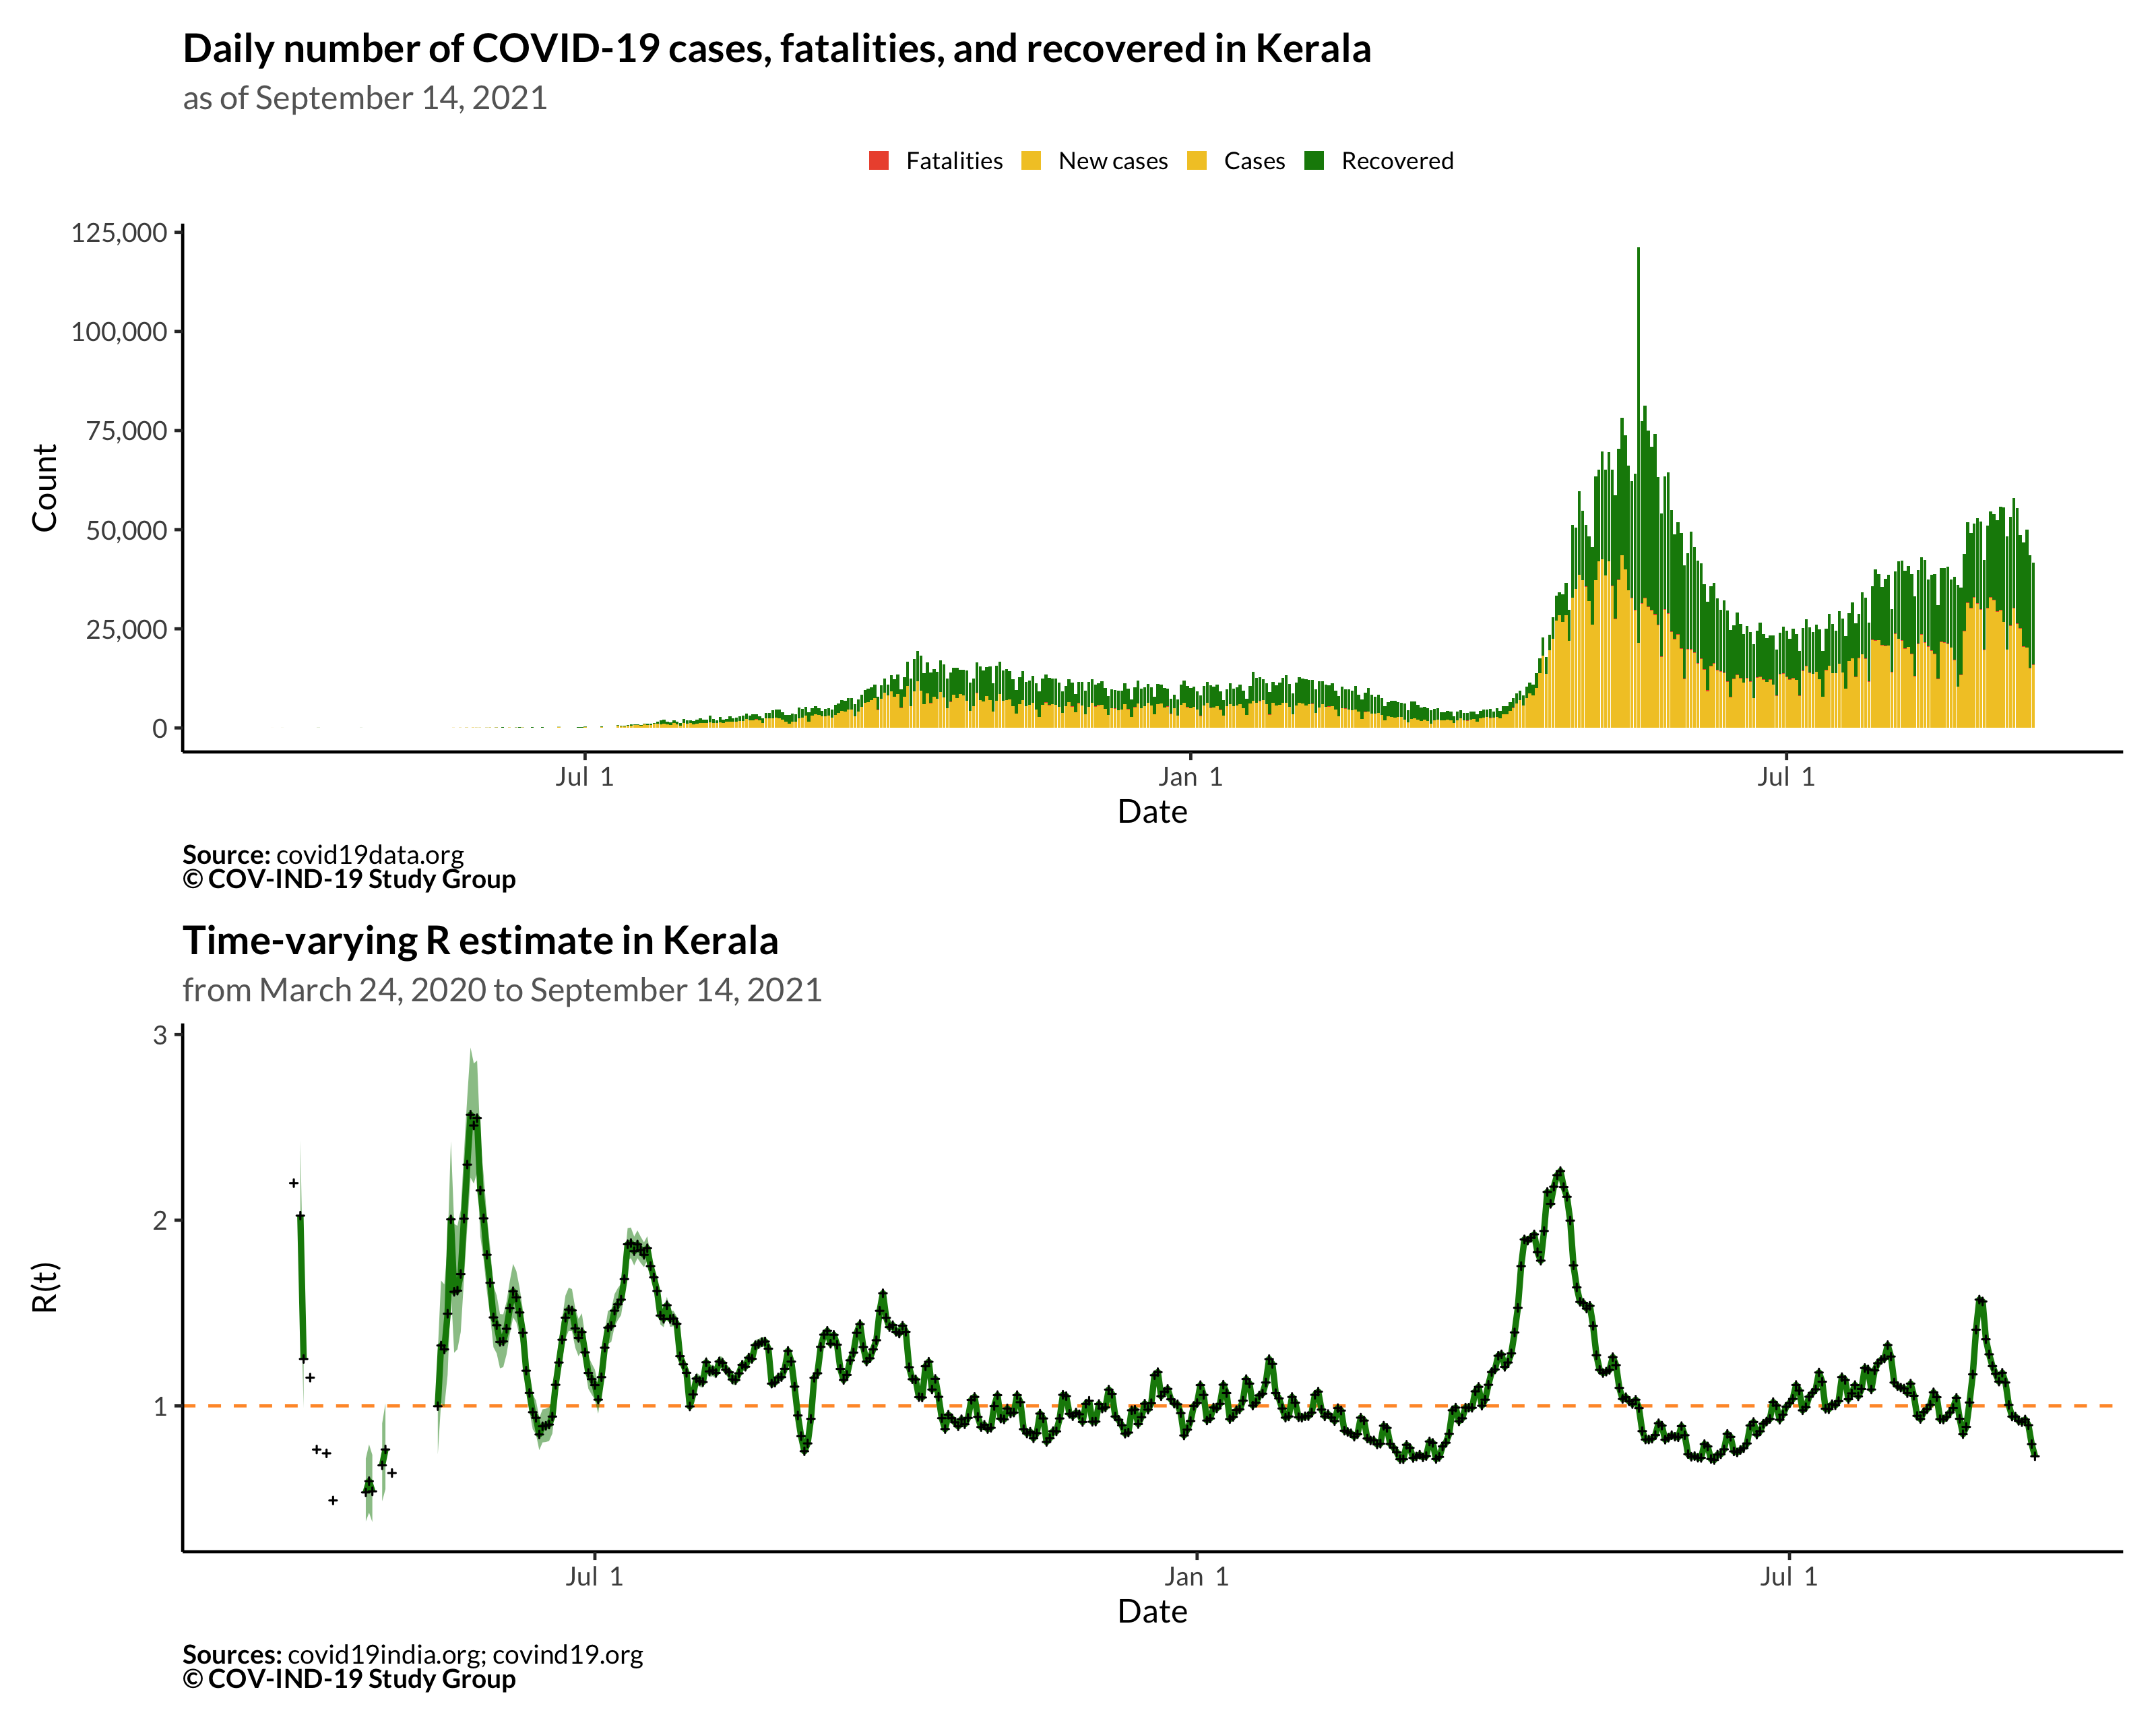 Daily number of COVID-19 cases, fatalities, and recovered in Kerala
as of September 14, 2021
Fatalities New cases Cases Recovered
125,000
100,000
75,000
50,000
25,000
0
Count
Jul 1 Jan 1 Jul 1
Date
Source: covid19data.org
© COV-IND-19 Study Group
Time-varying R estimate in Kerala
from March 24, 2020 to September 14, 2021
3
2
1
R(t)
Jul 1 Jan 1 Jul 1
Date
Sources: covid19india.org; covind19.org
© COV-IND-19 Study Group